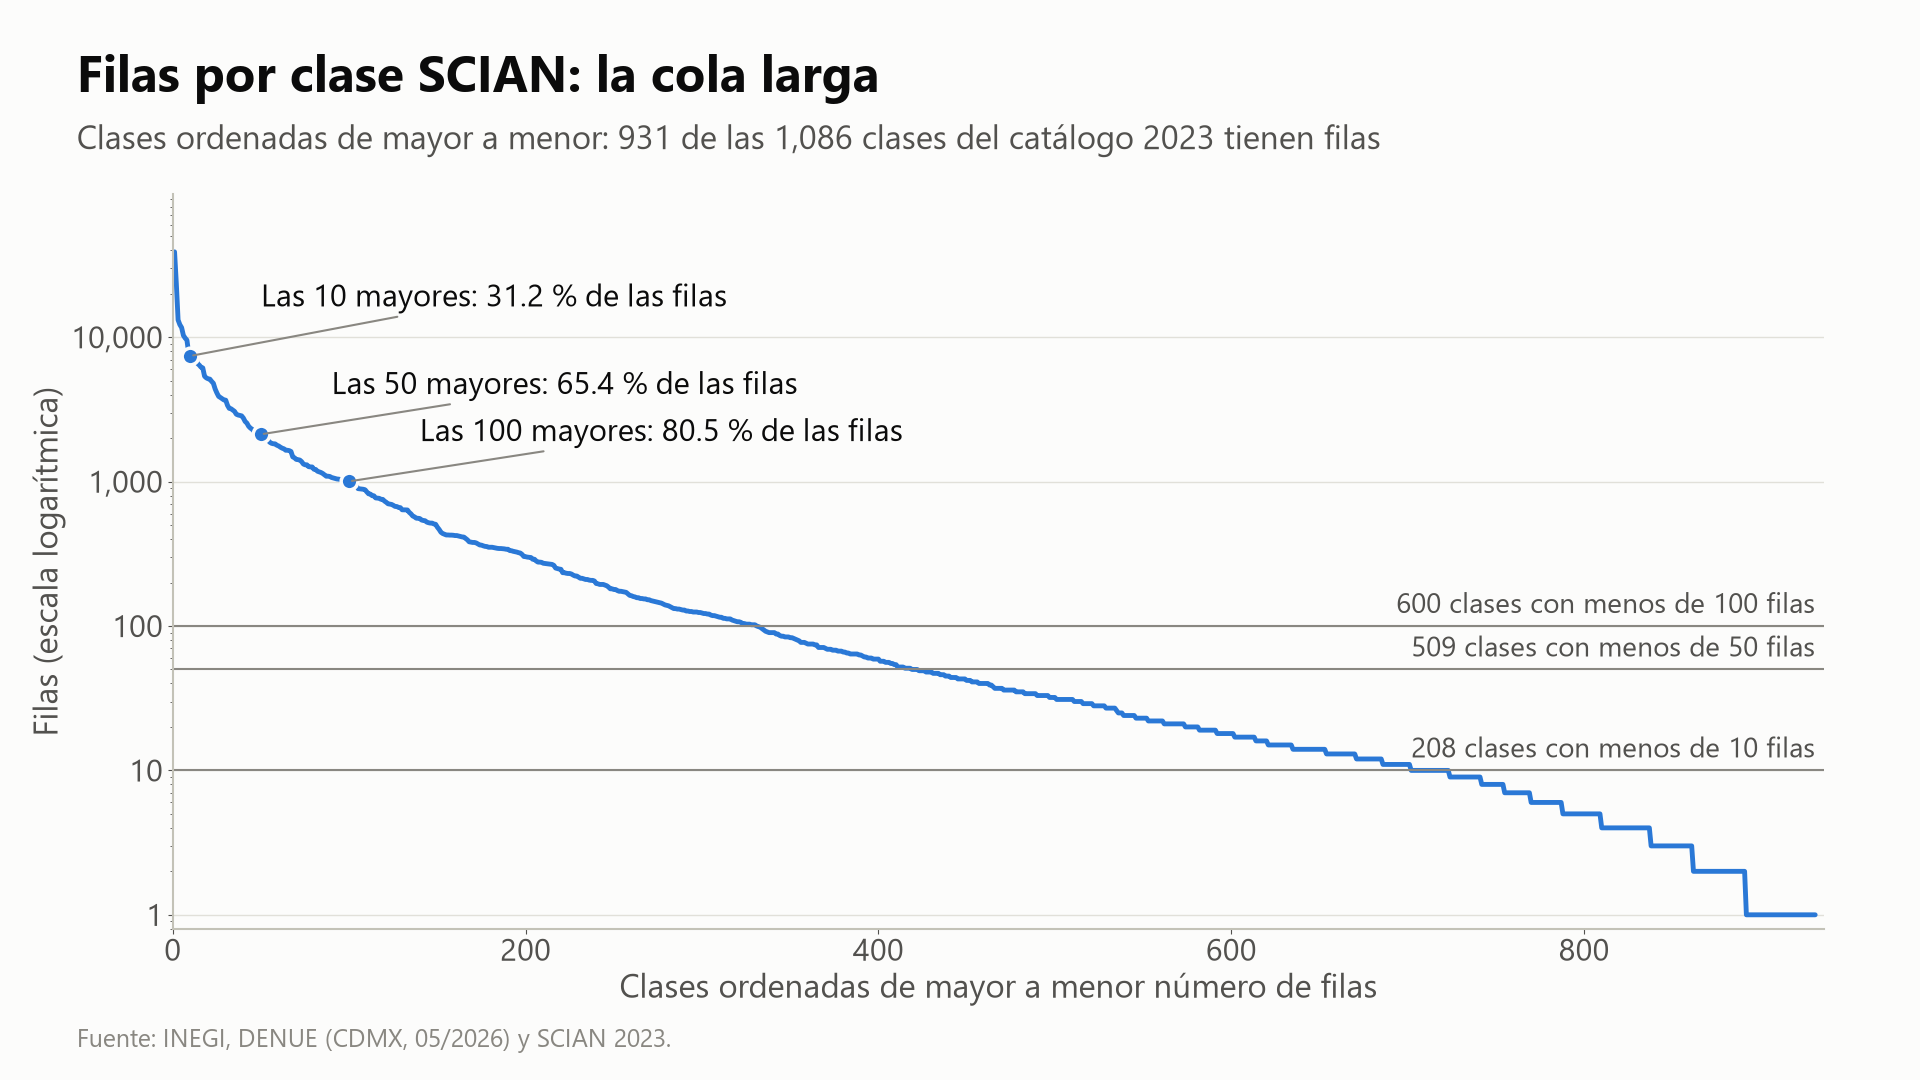 Filas por clase SCIAN: la cola larga
Clases ordenadas de mayor a menor: 931 de las 1,086 clases del catálogo 2023 tienen filas
Filas (escala logarítmica)
10,000
1,000
100
10
1
Las 10 mayores: 31.2 % de las filas
Las 50 mayores: 65.4 % de las filas
Las 100 mayores: 80.5 % de las filas
600 clases con menos de 100 filas
509 clases con menos de 50 filas
208 clases con menos de 10 filas
0 200 400 600 800
Clases ordenadas de mayor a menor número de filas
Fuente: INEGI, DENUE (CDMX, 05/2026) y SCIAN 2023.